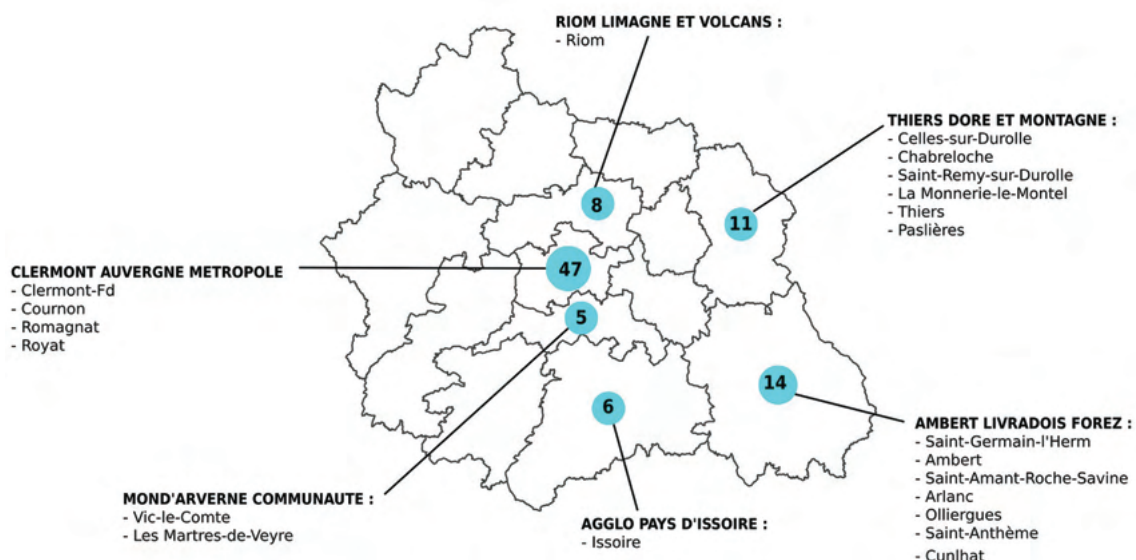 RIOM LIMAGNE ET VOLCANS :
- Riom
THIERS DORE ET MONTAGNE :
- Celles-sur-Durolle
- Chabreloche
- Saint-Remy-sur-Durolle
- La Monnerie-le-Montel
- Thiers
- Paslières
8
11
CLERMONT AUVERGNE METROPOLE
- Clermont-Fd
- Cournon
- Romagnat
- Royat
47
5
14
6
AMBERT LIVRADOIS FOREZ :
- Saint-Germain-l'Herm
- Ambert
- Saint-Amant-Roche-Savine
- Arlanc
- Olliergues
- Saint-Anthème
- Cunlhat
MOND'ARVERNE COMMUNAUTE :
- Vic-le-Comte
- Les Martres-de-Veyre
AGGLO PAYS D'ISSOIRE :
- Issoire